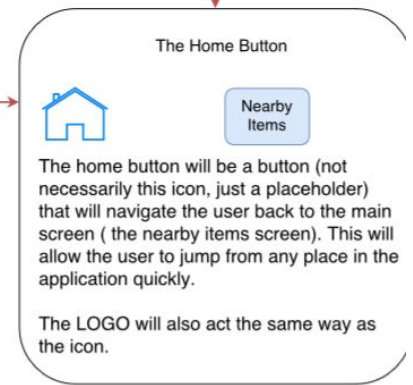 The Home Button
Nearby
Items
The home button will be a button (not
necessarily this icon, just a placeholder)
that will navigate the user back to the main
screen ( the nearby items screen). This will
allow the user to jump from any place in the
application quickly.
The LOGO will also act the same way as
the icon.